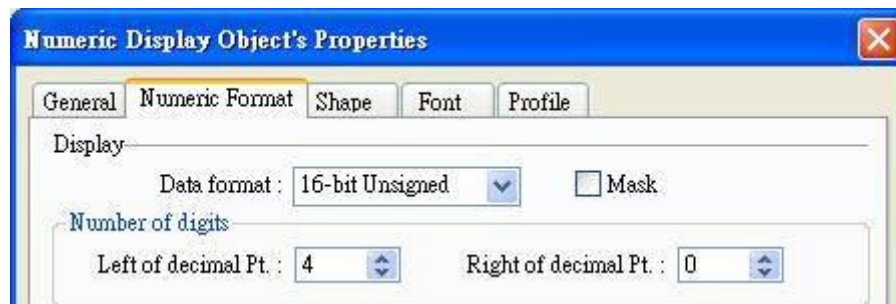 Numeric Display Object's Properties
General Numeric Format Shape Font Profile
Display
Data format : 16-bit Unsigned Mask
Number of digits
Left of decimal Pt. : 4 Right of decimal Pt. : 0